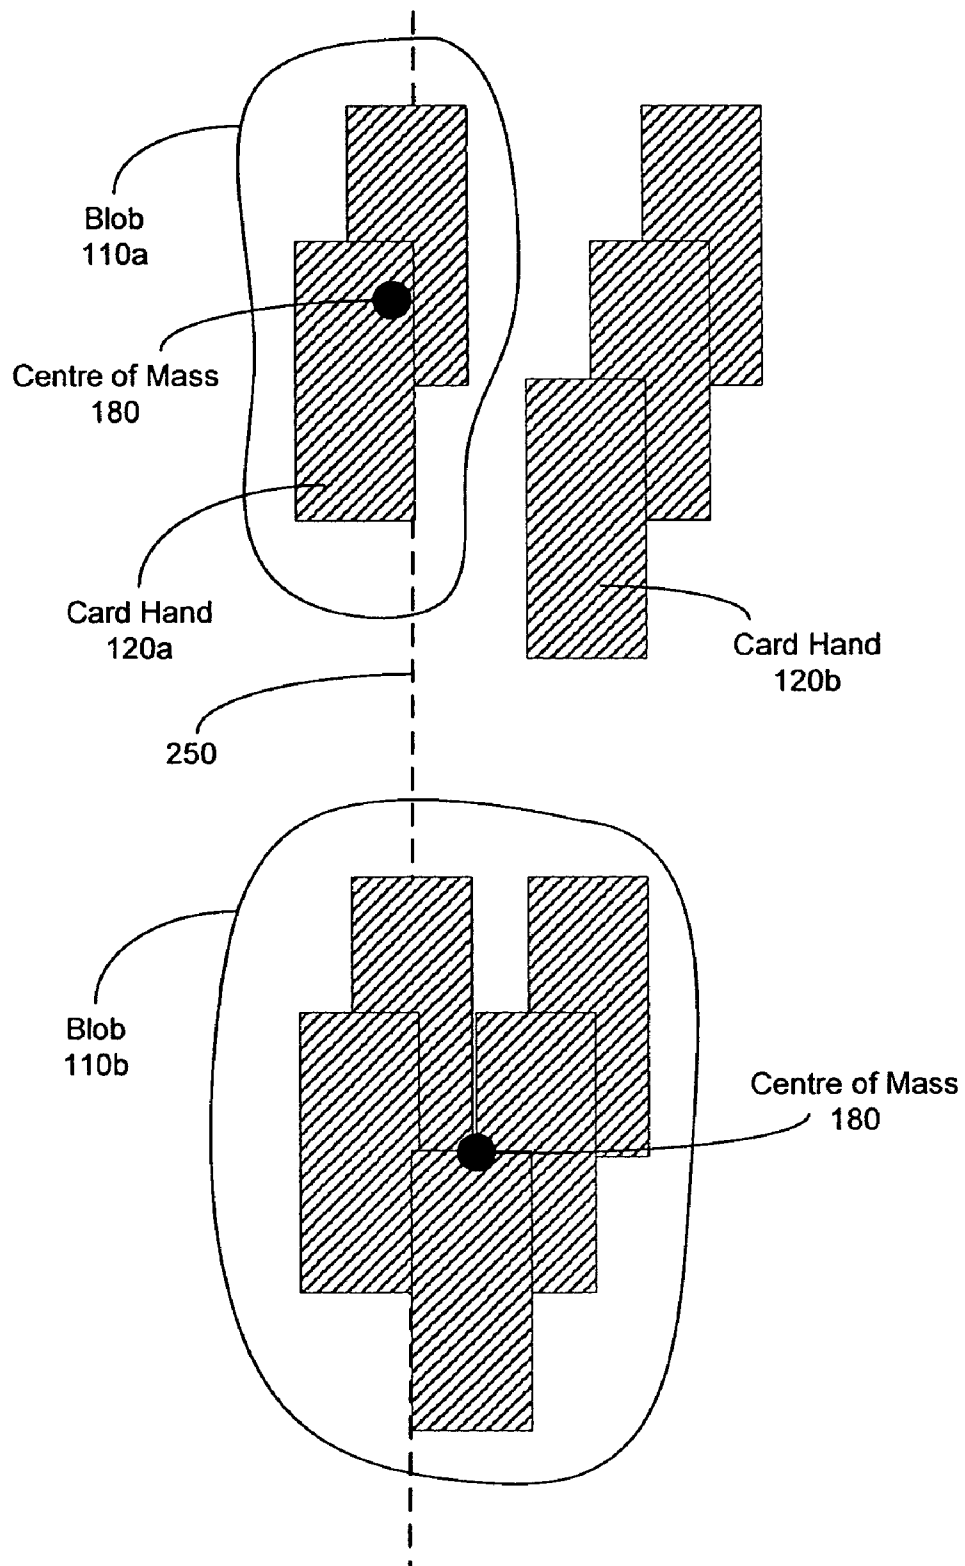 Blob
110a
Centre of Mass
180
Card Hand
120a
Card Hand
120b
250
Blob
110b
Centre of Mass
180